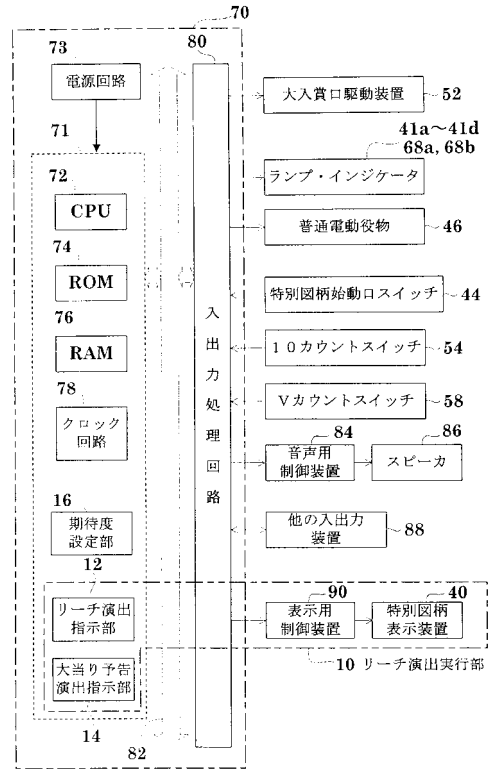 70
73
80
電源回路
大入賞口駆動装置
52
71
41a～41d
68a, 68b
72
ランプ・インジケータ
CPU
普通電動役物
46
74
ROM
特別図柄始動口スイッチ
44
76
入出力処理回路
RAM
10カウントスイッチ
54
78
Vカウントスイッチ
58
クロック
回路
84
86
音声用
制御装置
スピーカ
16
期待度
設定部
他の入出力
装置
88
12
90
40
リーチ演出
指示部
表示用
制御装置
特別図柄
表示装置
大当り予告
演出指示部
10 リーチ演出実行部
14
82